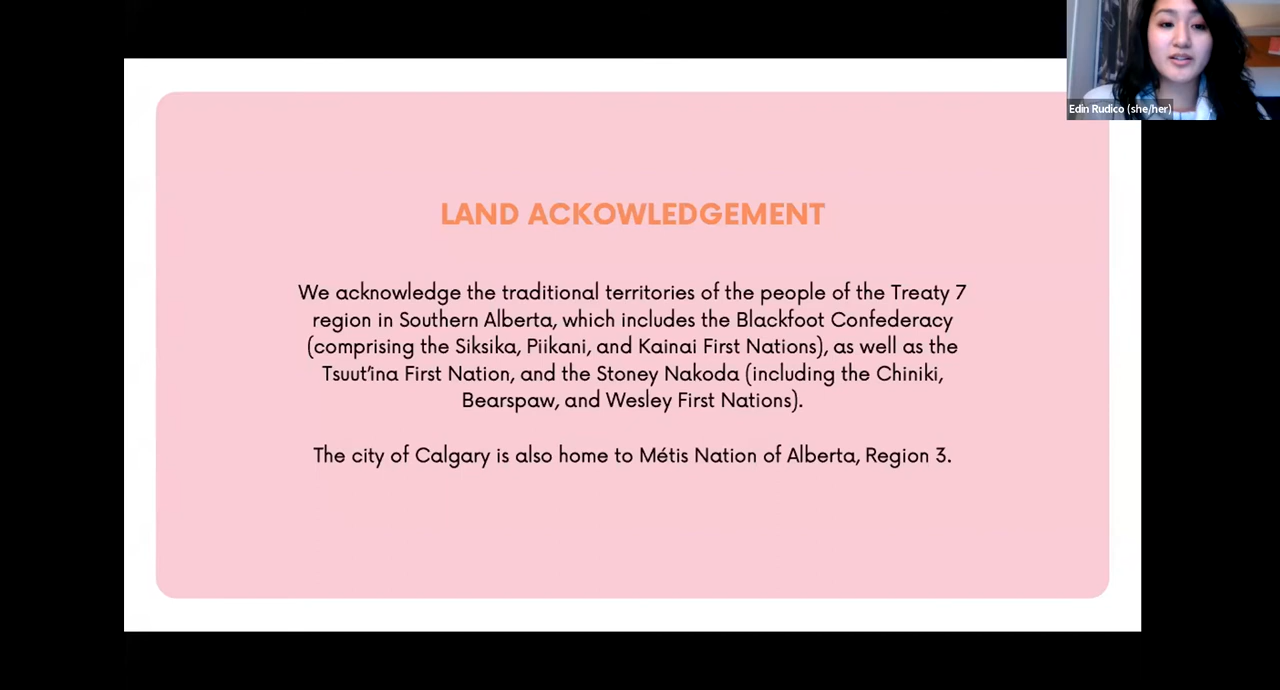 Edin Rudico (she/her)
LAND ACKOWLEDGEMENT
We acknowledge the traditional territories of the people of the Treaty 7
region in Southern Alberta, which includes the Blackfoot Confederacy
(comprising the Siksika, Piikani, and Kainai First Nations), as well as the
Tsuut’ina First Nation, and the Stoney Nakoda (including the Chiniki,
Bearspaw, and Wesley First Nations).
The city of Calgary is also home to Métis Nation of Alberta, Region 3.